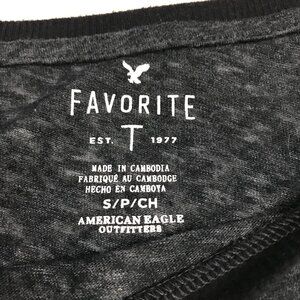 FAVORITE
EST. T 1977
MADE IN CAMBODIA
FABRIQUÉ AU CAMBODGE
HECHO EN CAMBOYA
S/P/CH
AMERICAN EAGLE
OUTFITTERS